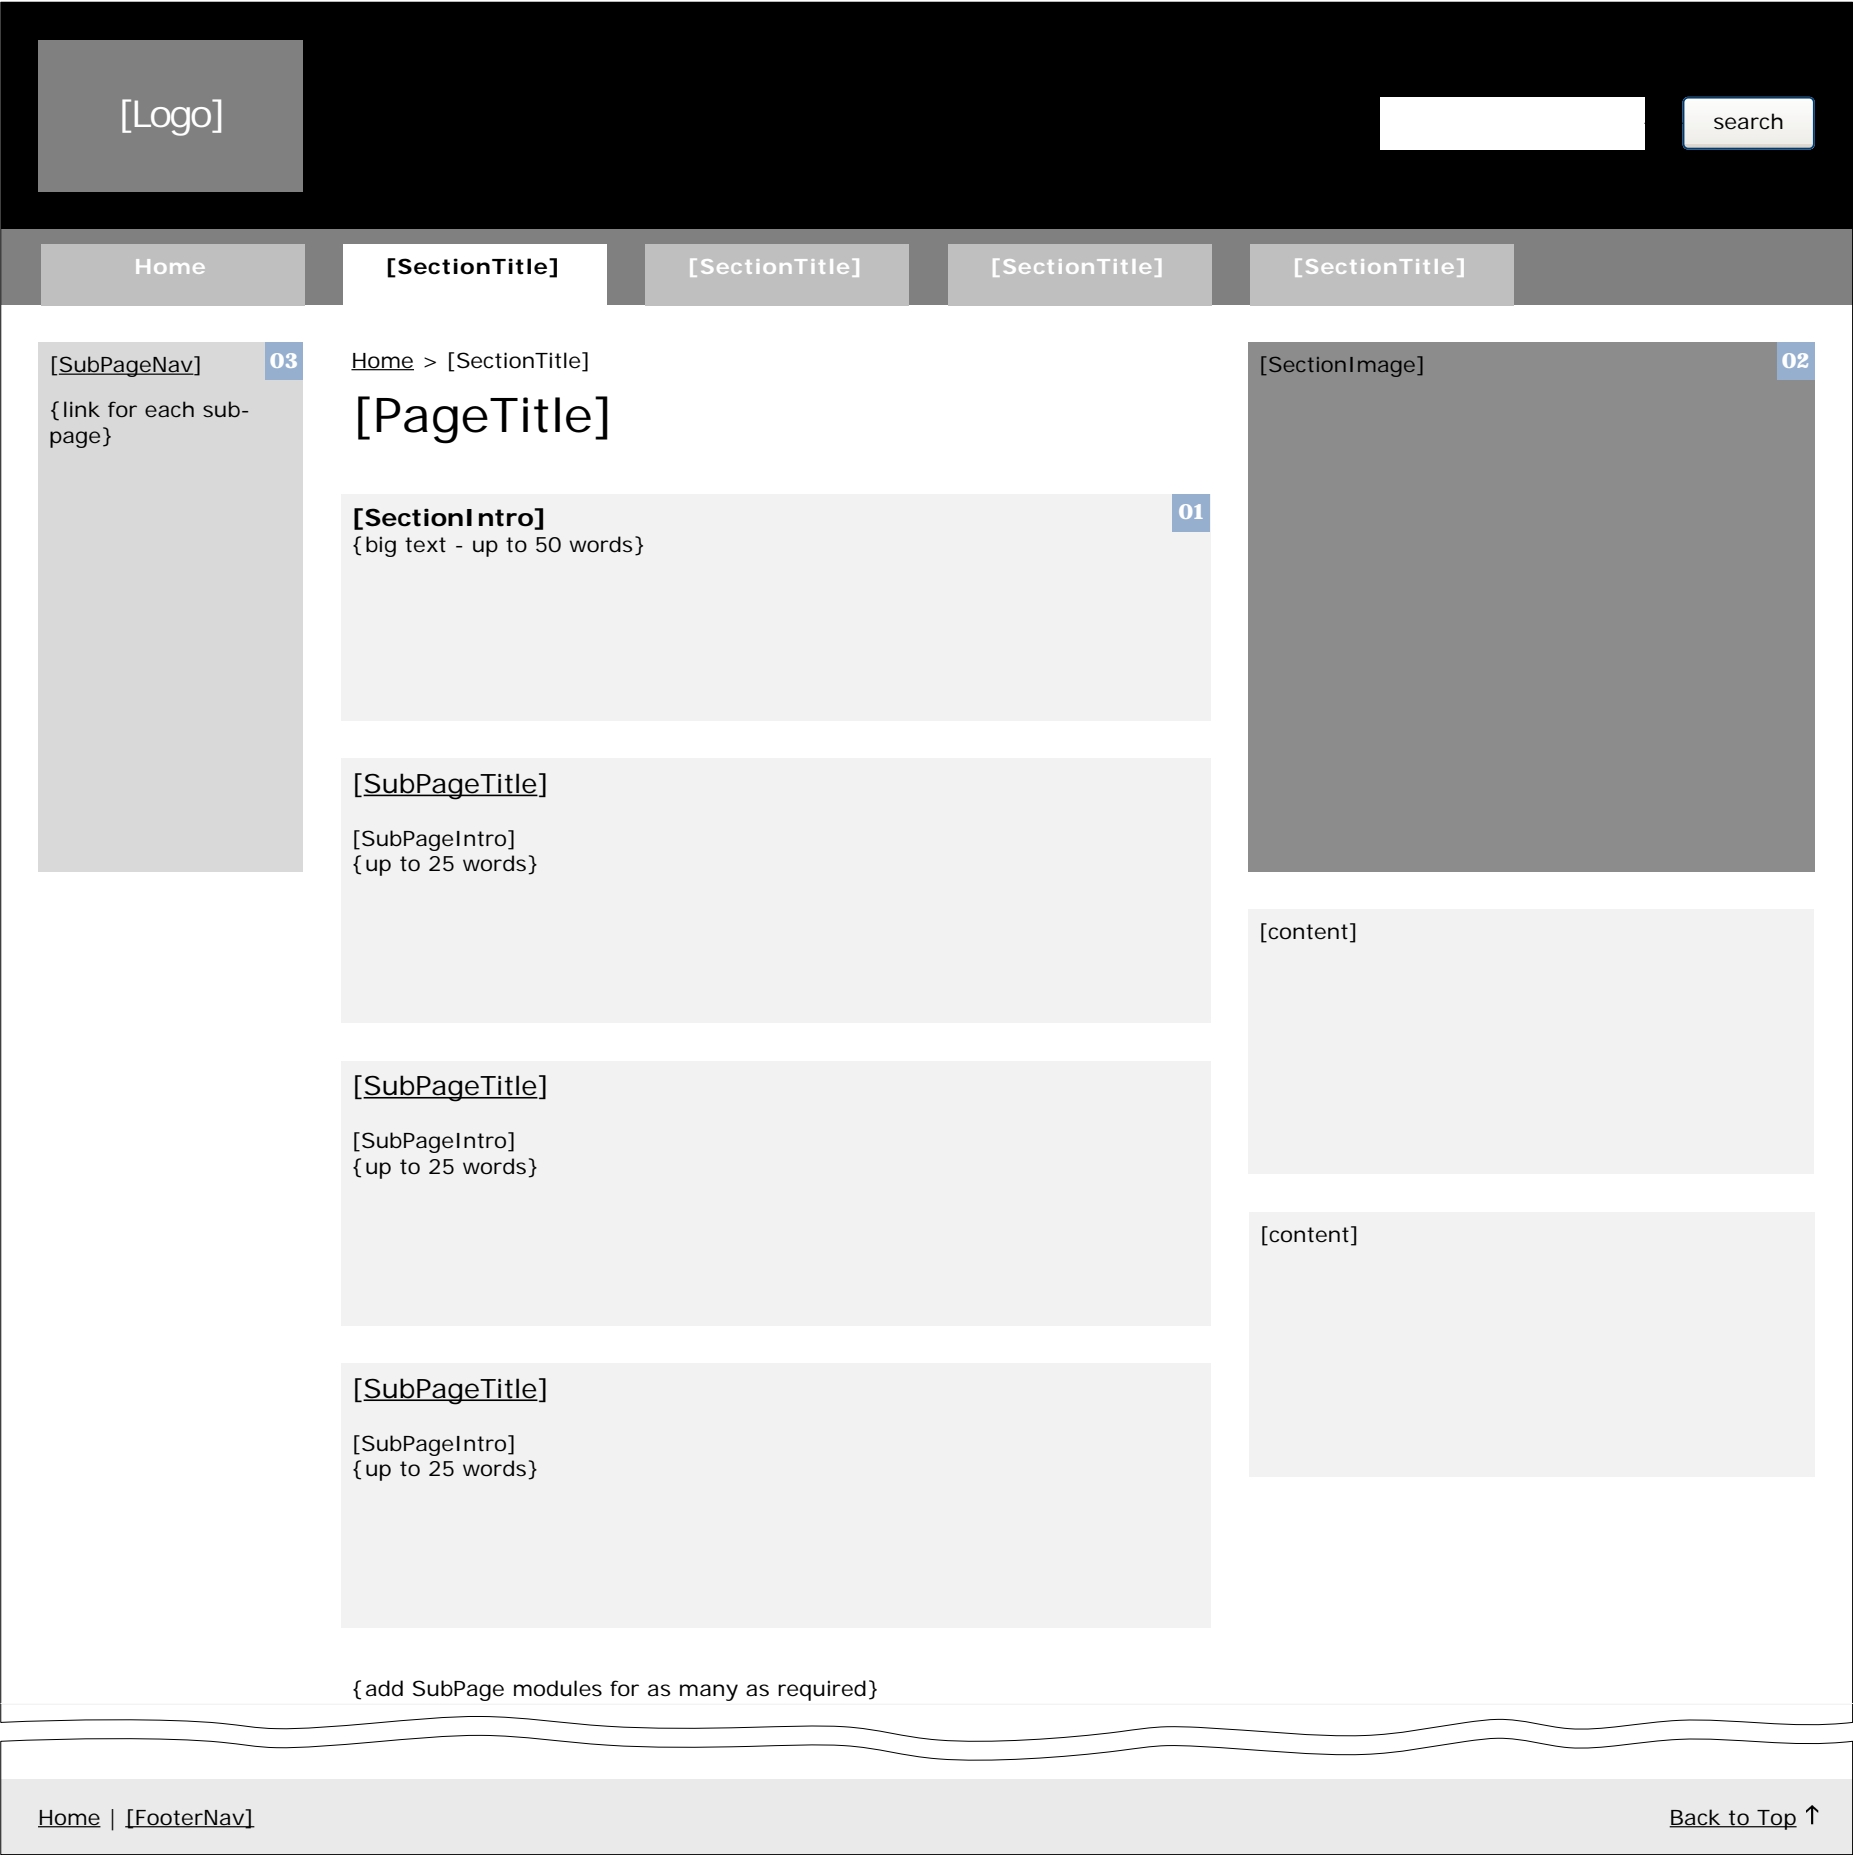 [Logo]
search
Home
[SectionTitle]
[SectionTitle]
[SectionTitle]
[SectionTitle]
[SubPageNav]
03
{link for each sub-
page}
Home > [SectionTitle]
[PageTitle]
[SectionIntro]
01
{big text - up to 50 words}
[SubPageTitle]
[SubPageIntro]
{up to 25 words}
[SubPageTitle]
[SubPageIntro]
{up to 25 words}
[SubPageTitle]
[SubPageIntro]
{up to 25 words}
{add SubPage modules for as many as required}
[SectionImage]
02
[content]
[content]
Home | [FooterNav]
Back to Top ↑